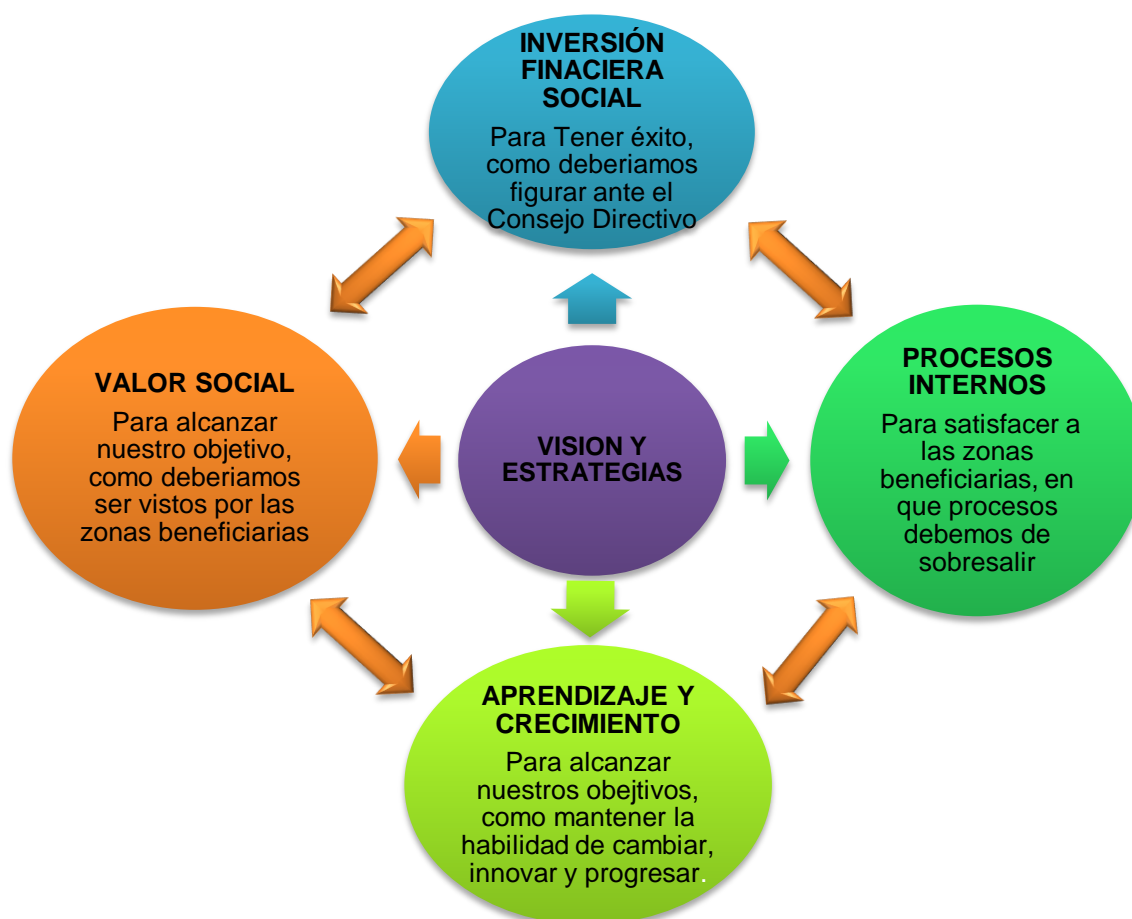 INVERSIÓN
FINACIERA
SOCIAL
Para Tener éxito,
como deberiamos
figurar ante el
Consejo Directivo
VALOR SOCIAL
Para alcanzar
nuestro objetivo,
como deberiamos
ser vistos por las
zonas beneficiarias
VISION Y
ESTRATEGIAS
PROCESOS
INTERNOS
Para satisfacer a
las zonas
beneficiarias, en
que procesos
debemos de
sobresalir
APRENDIZAJE Y
CRECIMIENTO
Para alcanzar
nuestros obejtivos,
como mantener la
habilidad de cambiar,
innovar y progresar.